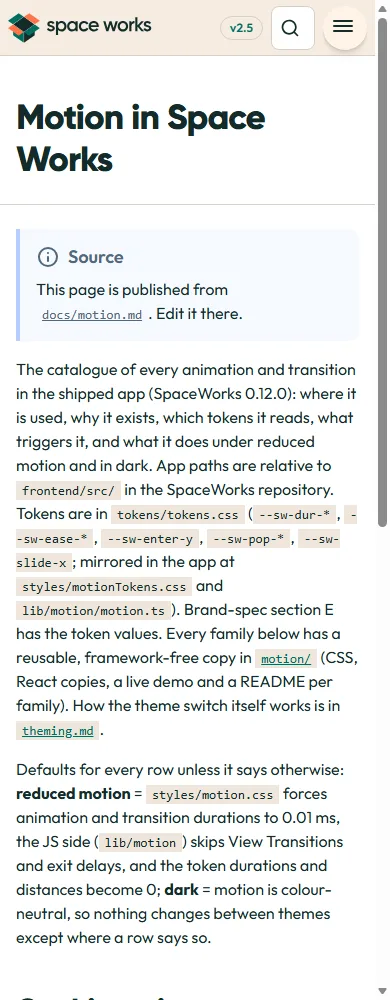 space works
v2.5
Motion in Space
Works
Source
This page is published from
docs/motion.md . Edit it there.
The catalogue of every animation and transition
in the shipped app (SpaceWorks 0.12.0): where it
is used, why it exists, which tokens it reads, what
triggers it, and what it does under reduced
motion and in dark. App paths are relative to
frontend/src/ in the SpaceWorks repository.
Tokens are in tokens/tokens.css (--sw-dur-*, -
-sw-ease-*, --sw-enter-y, --sw-pop-*, --sw-
slide-x; mirrored in the app at
styles/motionTokens.css and
lib/motion/motion.ts). Brand-spec section E
has the token values. Every family below has a
reusable, framework-free copy in motion/ (CSS,
React copies, a live demo and a README per
family). How the theme switch itself works is in
theming.md.
Defaults for every row unless it says otherwise:
reduced motion = styles/motion.css forces
animation and transition durations to 0.01 ms,
the JS side (lib/motion) skips View Transitions
and exit delays, and the token durations and
distances become 0; dark = motion is colour-
neutral, so nothing changes between themes
except where a row says so.